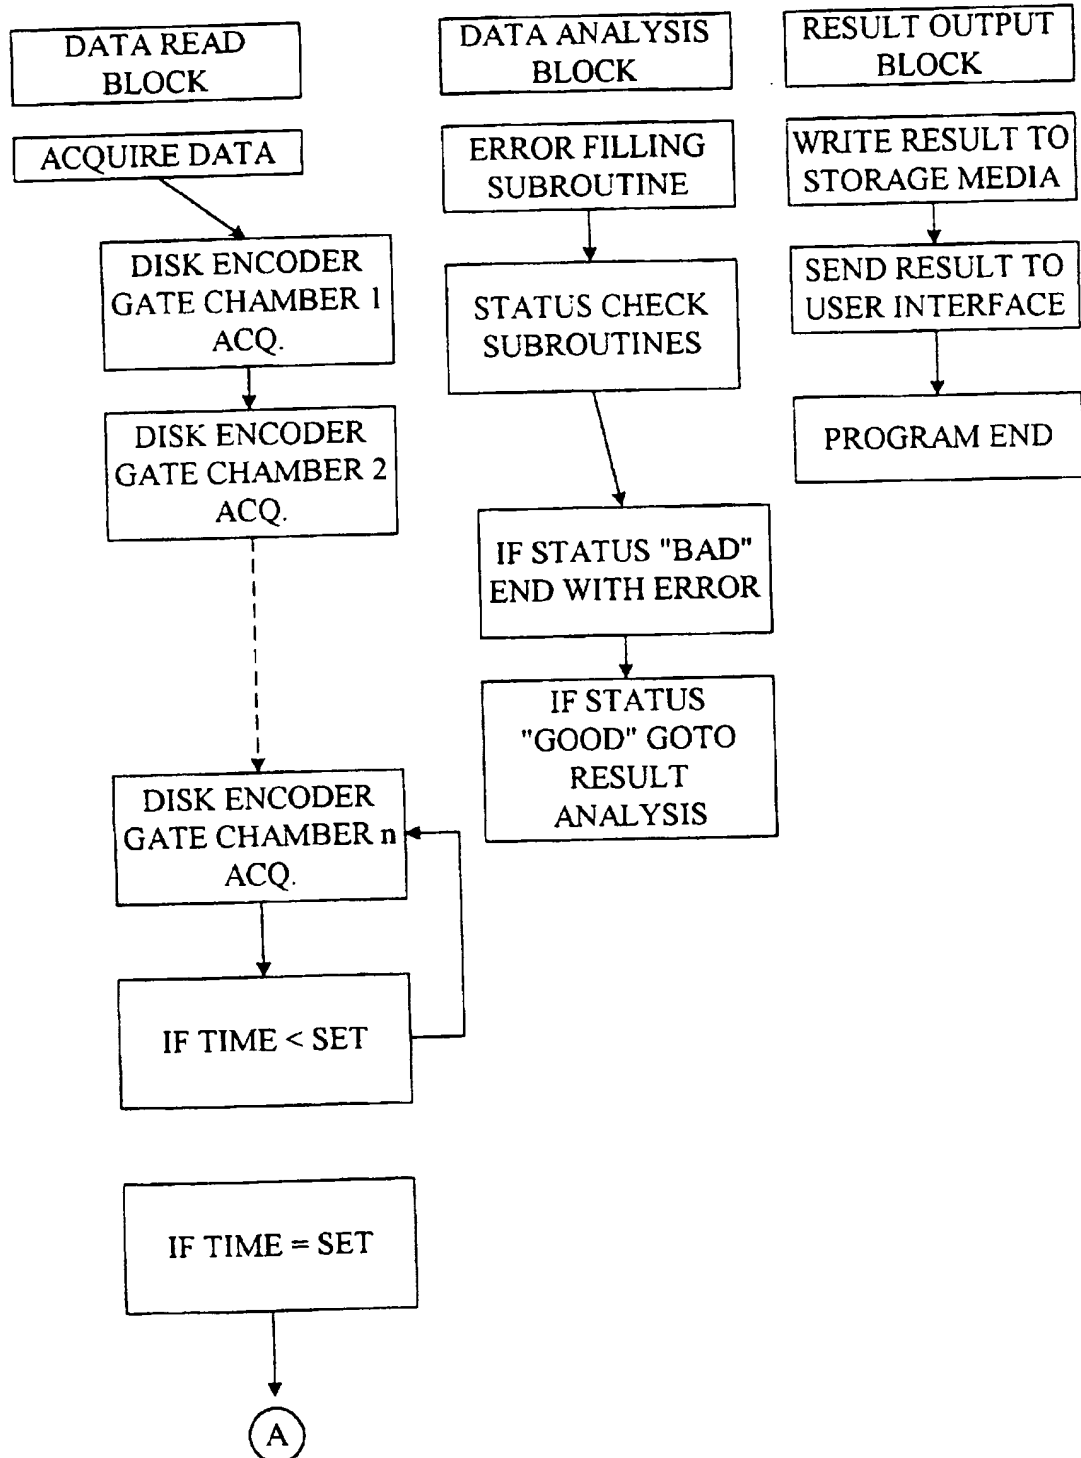 DATA READ
BLOCK
ACQUIRE DATA
DISK ENCODER
GATE CHAMBER 1
ACQ.
DISK ENCODER
GATE CHAMBER 2
ACQ.
DISK ENCODER
GATE CHAMBER n
ACQ.
IF TIME < SET
IF TIME = SET
A
DATA ANALYSIS
BLOCK
ERROR FILLING
SUBROUTINE
STATUS CHECK
SUBROUTINES
IF STATUS "BAD"
END WITH ERROR
IF STATUS
"GOOD" GOTO
RESULT
ANALYSIS
RESULT OUTPUT
BLOCK
WRITE RESULT TO
STORAGE MEDIA
SEND RESULT TO
USER INTERFACE
PROGRAM END